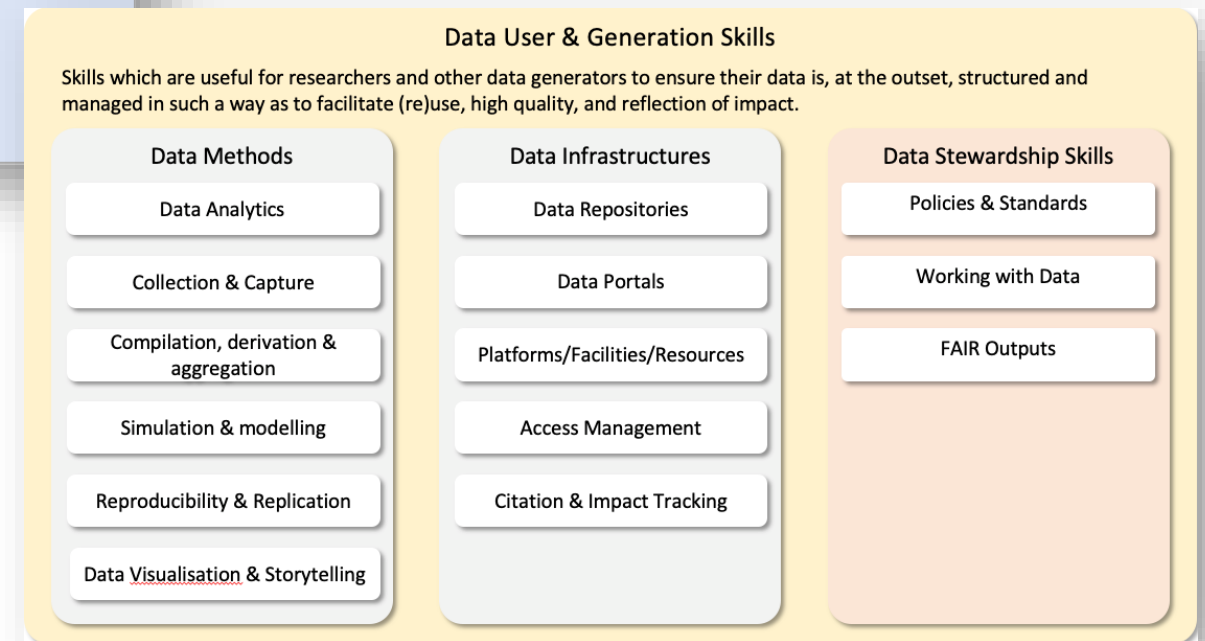 Data User & Generation Skills
Skills which are useful for researchers and other data generators to ensure their data is, at the outset, structured and
managed in such a way as to facilitate (re)use, high quality, and reflection of impact.
Data Methods
Data Analytics
Collection & Capture
Compilation, derivation &
aggregation
Simulation & modelling
Reproducibility & Replication
Data Visualisation & Storytelling
Data Infrastructures
Data Repositories
Data Portals
Platforms/Facilities/Resources
Access Management
Citation & Impact Tracking
Data Stewardship Skills
Policies & Standards
Working with Data
FAIR Outputs